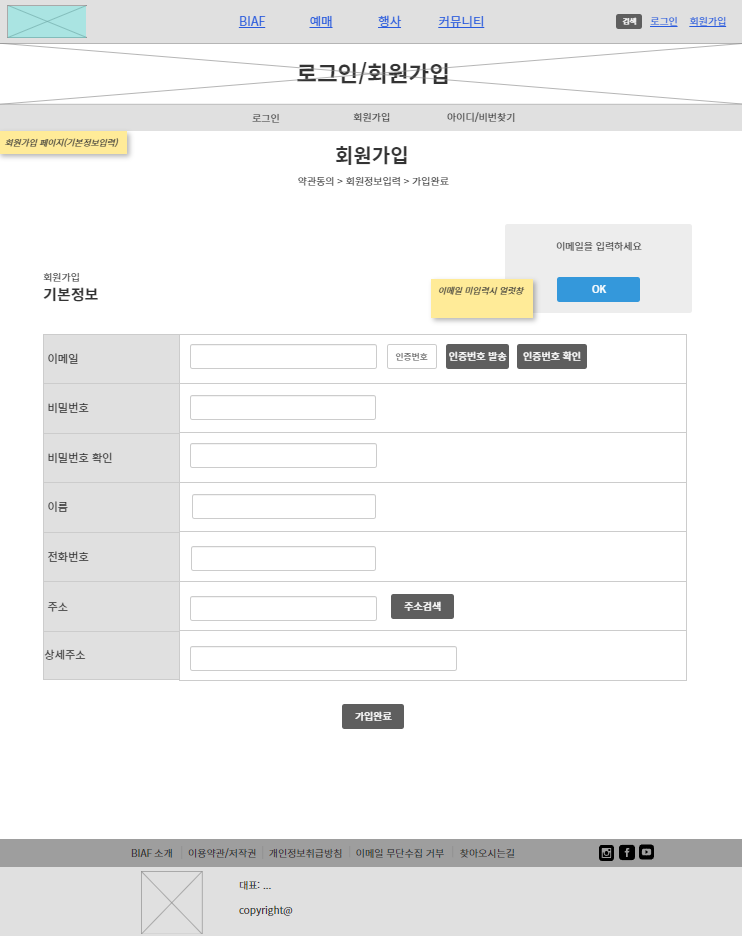 BIAF 예매 행사 커뮤니티 검색 로그인 회원가입
로그인/회원가입
로그인 회원가입 아이디/비번찾기
회원가입 페이지(기본정보입력)
회원가입
약관동의 > 회원정보입력 > 가입완료
이메일을 입력하세요
OK
이메일 미입력시 얼럿창
회원가입
기본정보
이메일 인증번호 인증번호 발송 인증번호 확인
비밀번호
비밀번호 확인
이름
전화번호
주소 주소검색
상세주소
가입완료
BIAF 소개 | 이용약관/저작권 | 개인정보취급방침 | 이메일 무단수집 거부 | 찾아오시는길
대표: ...
copyright@